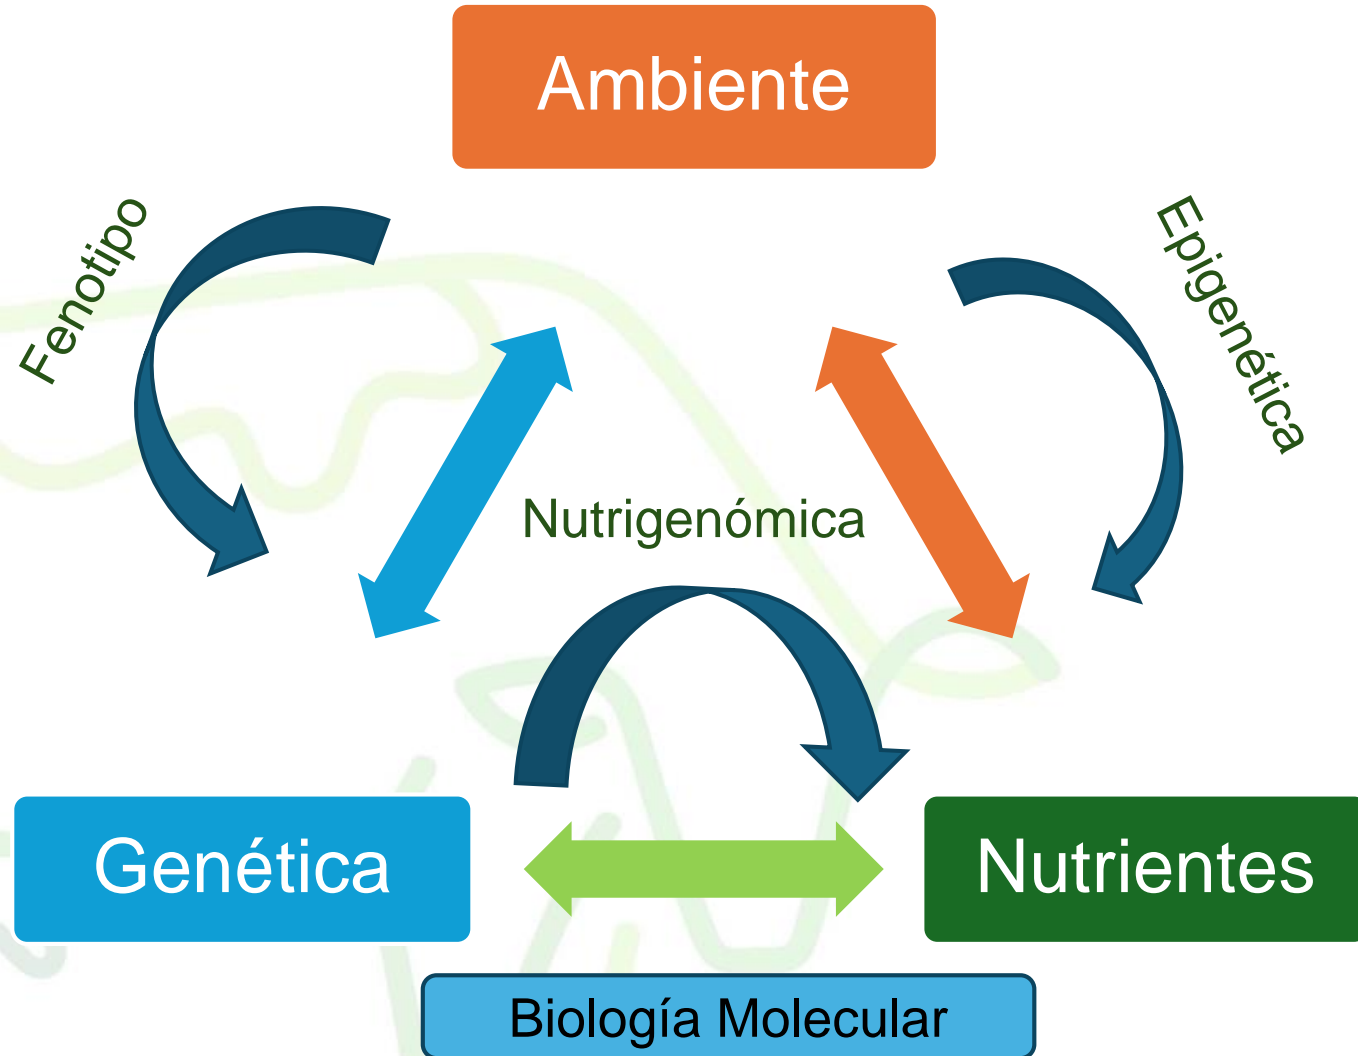 Ambiente
Fenotipo
Epigenética
Nutrigenómica
Genética
Nutrientes
Biología Molecular